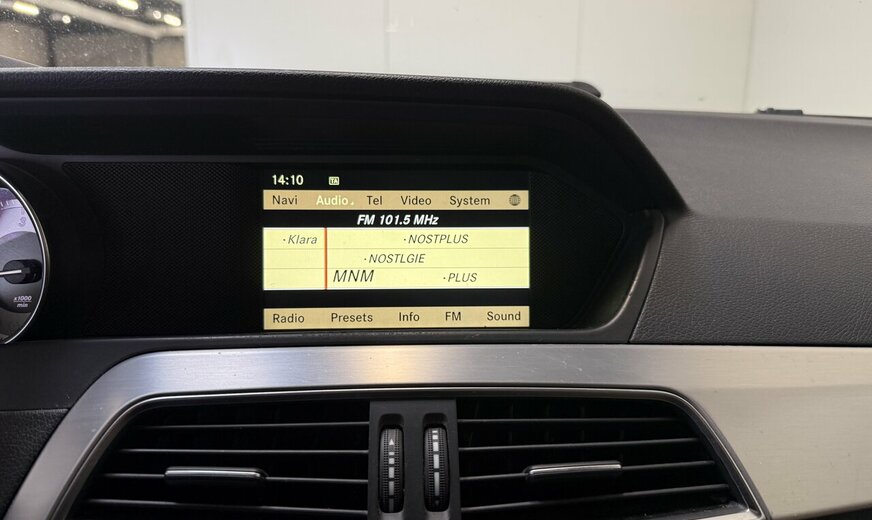 14:10 TA
Navi Audio Tel Video System
FM 101.5 MHz
·Klara ·NOSTPLUS
·NOSTLGIE
MNM ·PLUS
Radio Presets Info FM Sound
x1000
min